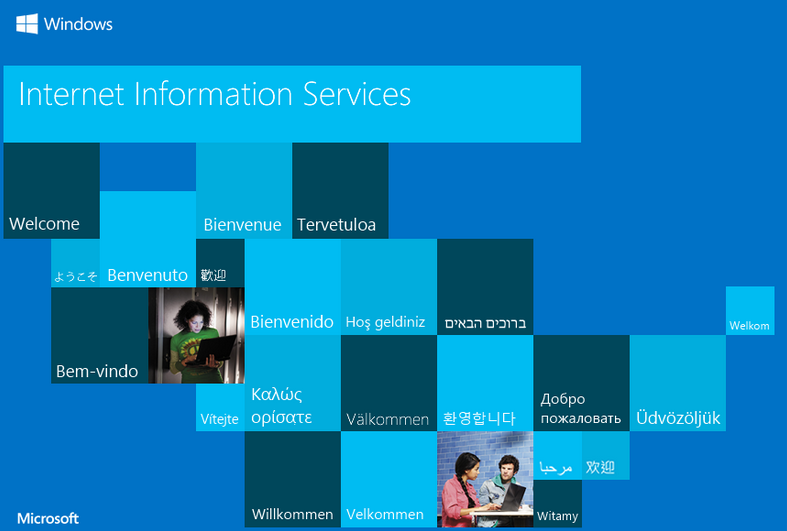 Windows
Internet Information Services
Welcome
Bienvenue
Tervetuloa
ようこそ
Benvenuto
歡迎
Bienvenido
Hoş geldiniz
ברוכים הבאים
Welkom
Bem-vindo
Vítejte
Καλώς
ορίσατε
Välkommen
환영합니다
Добро
пожаловать
Üdvözöljük
Willkommen
Velkommen
مرحبا
欢迎
Witamy
Microsoft